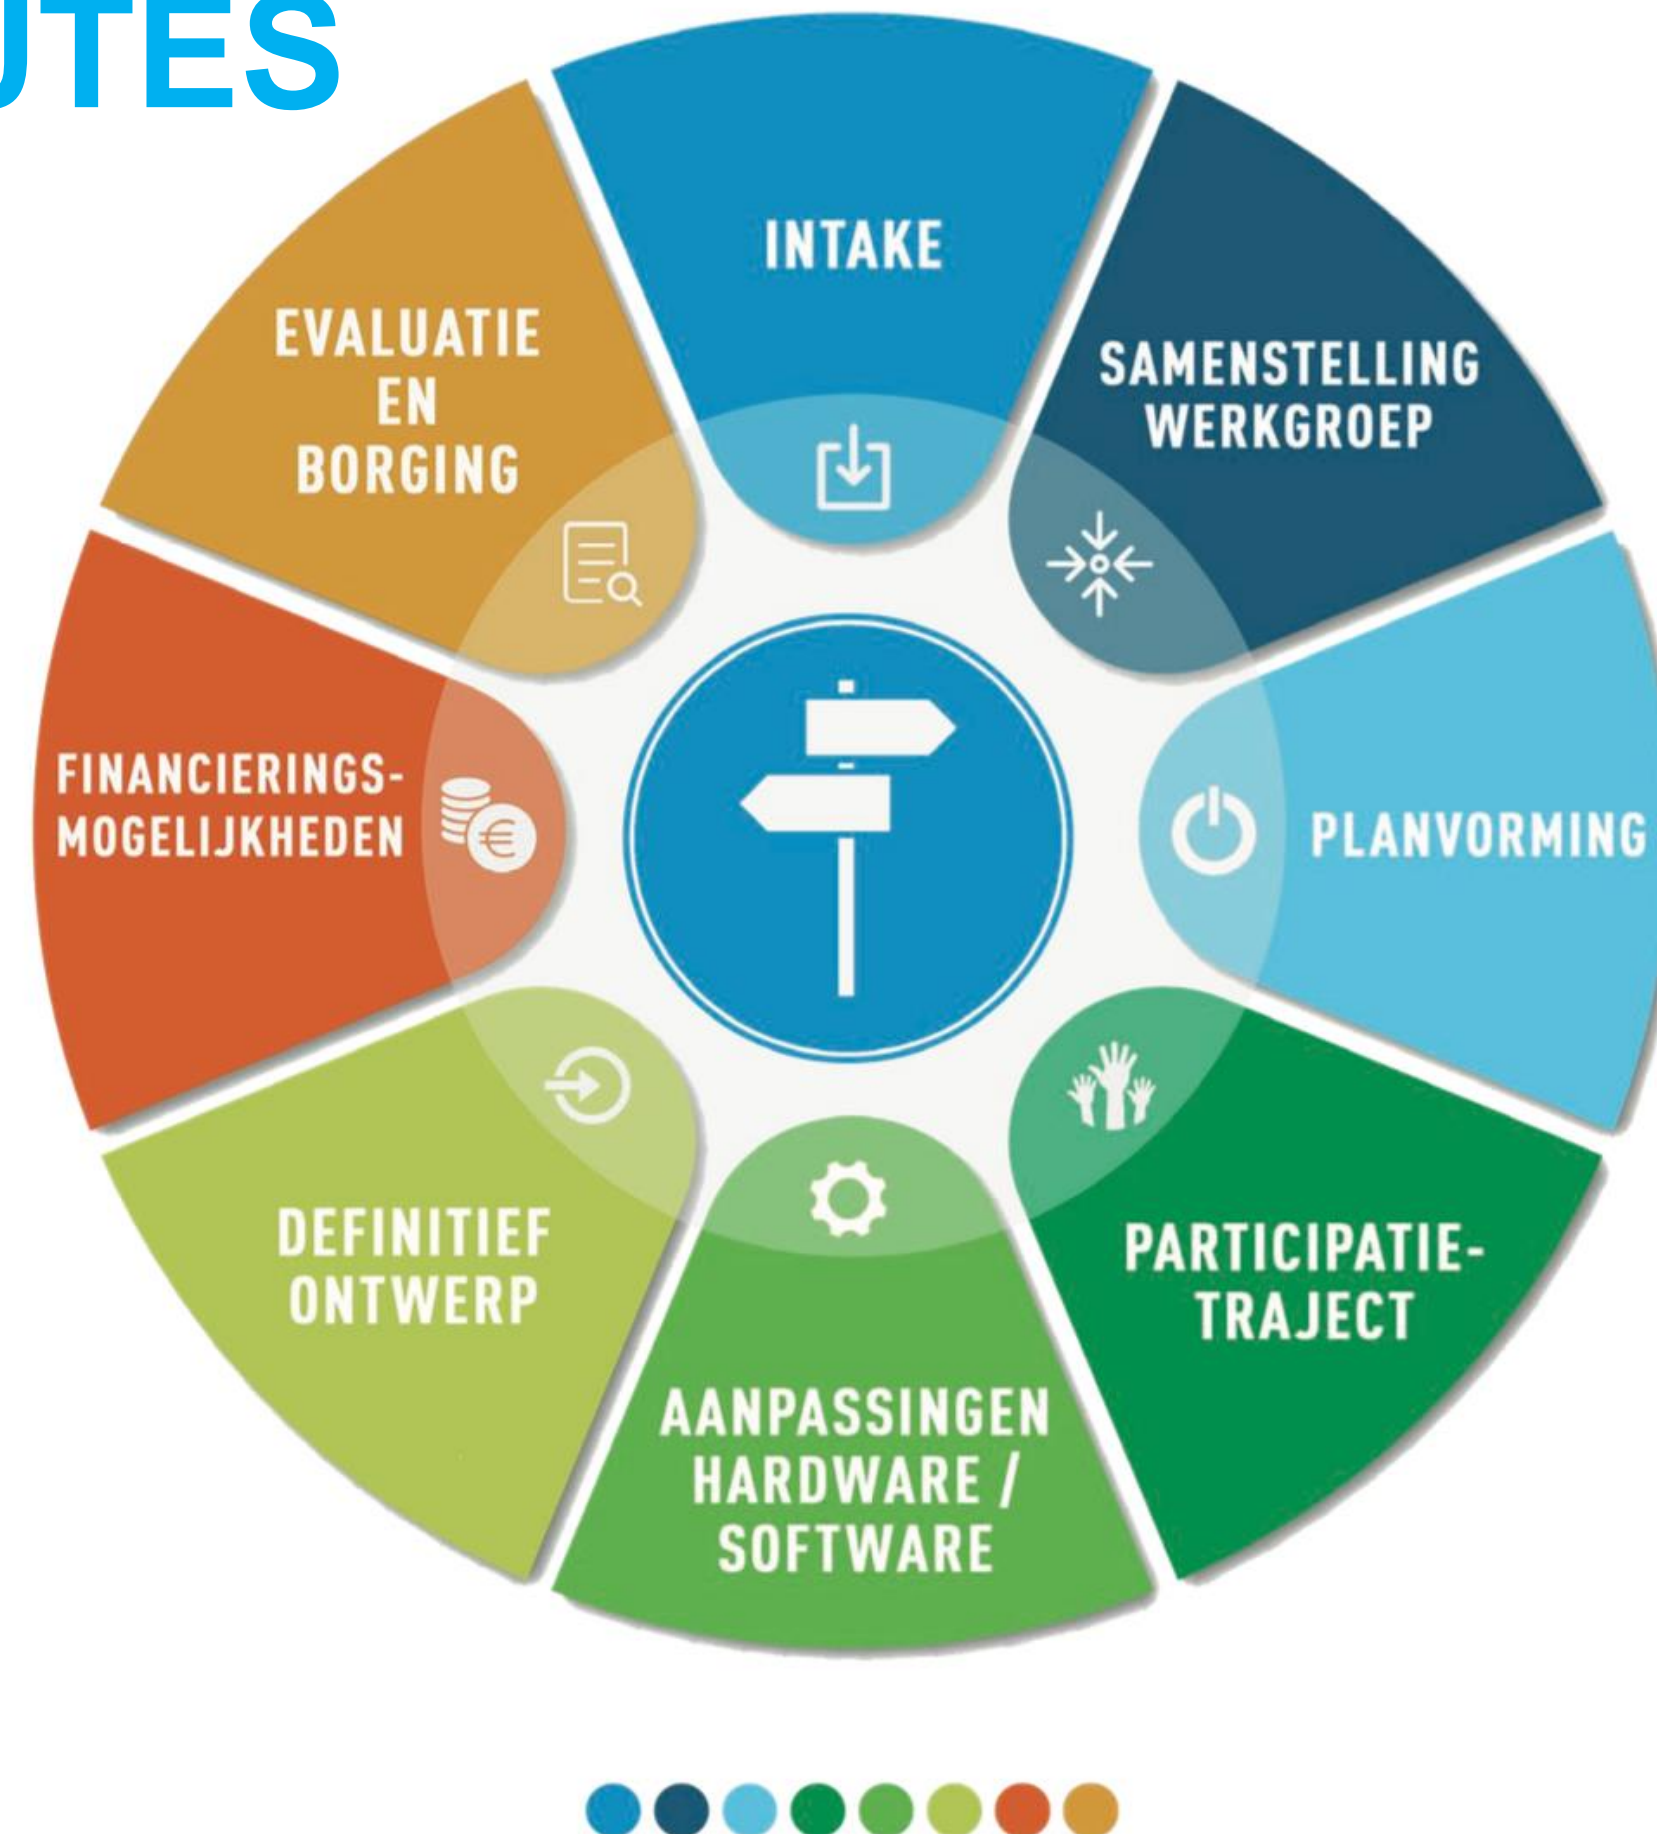 UTES
INTAKE
SAMENSTELLING
WERKGROEP
PLANVORMING
PARTICIPATIE-
TRAJECT
AANPASSINGEN
HARDWARE /
SOFTWARE
DEFINITIEF
ONTWERP
FINANCIERINGS-
MOGELIJKHEDEN
EVALUATIE
EN
BORGING